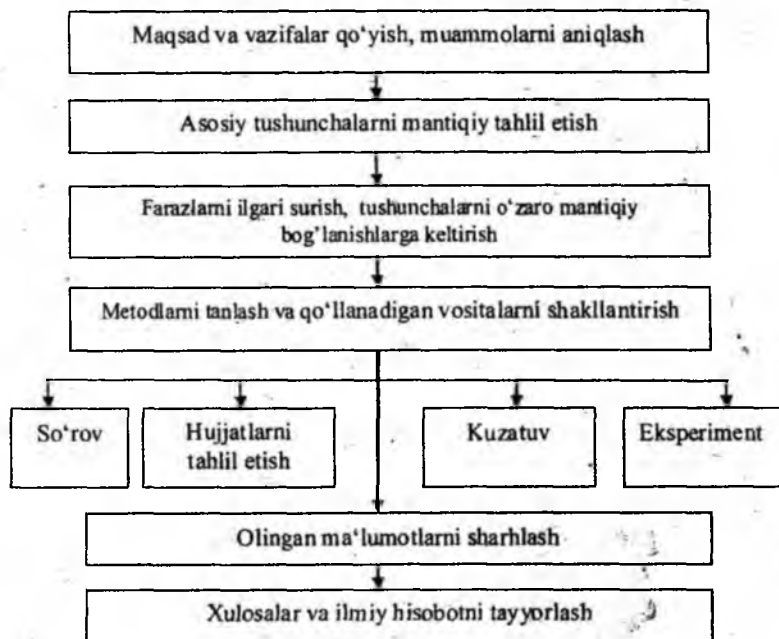 Maqsad va vazifalar qo‘yish, muammolarni aniqlash
Asosiy tushunchalarni mantiqiy tahlil etish
Farazlarni ilgari surish, tushunchalarni o‘zaro mantiqiy
bog’lanishlarga keltirish
Metodlarni tanlash va qo‘llanadigan vositalarni shakllantirish
So‘rov
Hujjatlarni
tahlil etish
Kuzatuv
Eksperiment
Olingan ma‘lumotlarni sharhlash
Xulosalar va ilmiy hisobotni tayyorlash